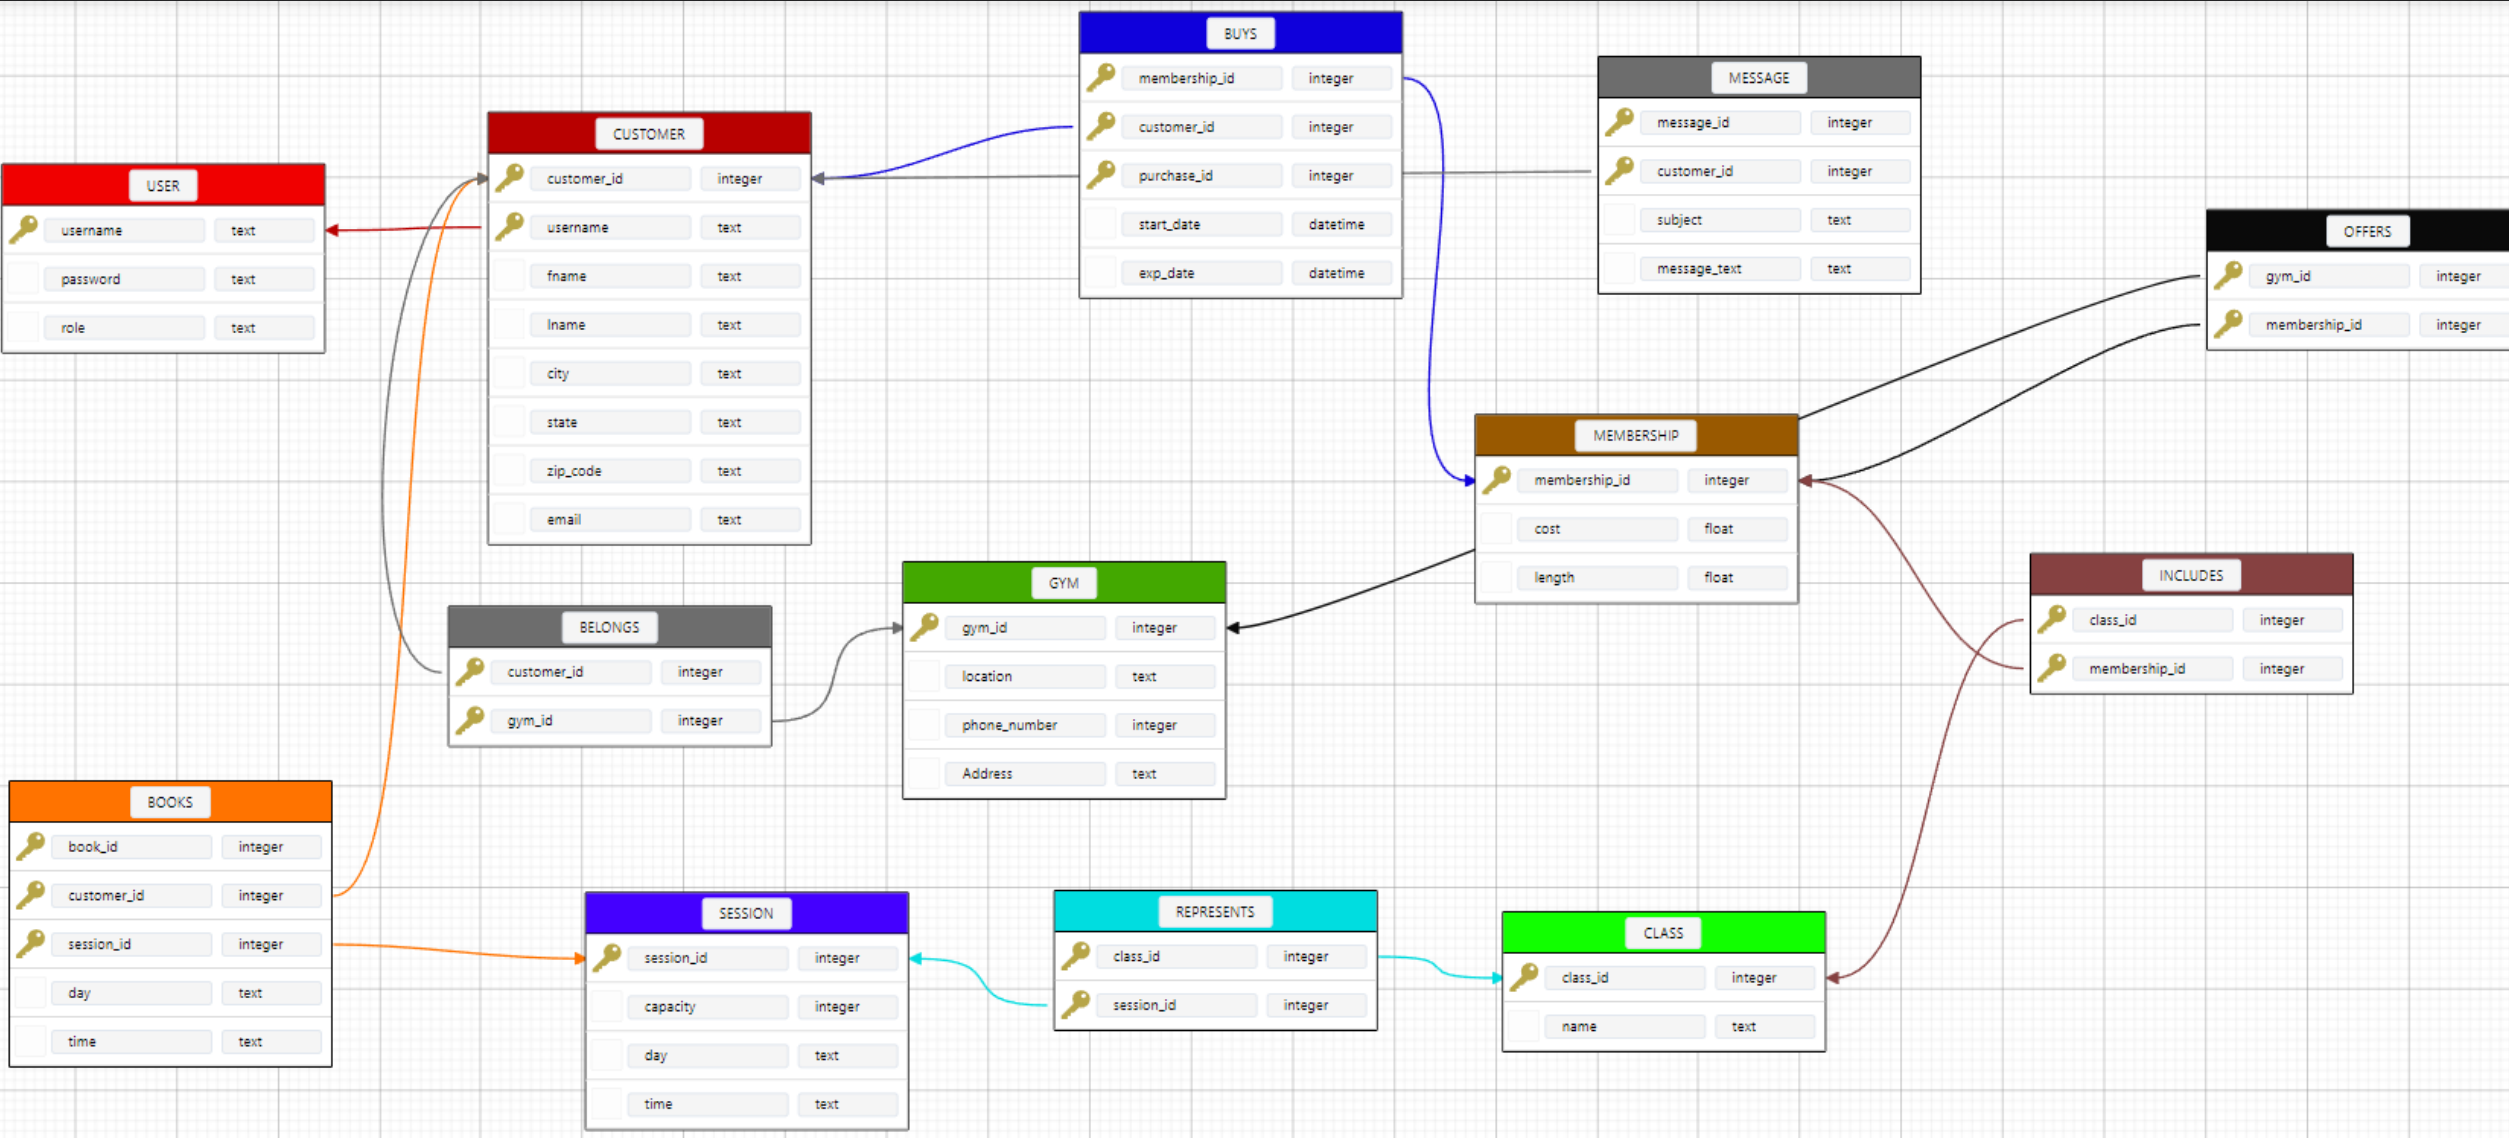 USER
username text
password text
role text
CUSTOMER
customer_id integer
username text
fname text
lname text
city text
state text
zip_code text
email text
BUYS
membership_id integer
customer_id integer
purchase_id integer
start_date datetime
exp_date datetime
MESSAGE
message_id integer
customer_id integer
subject text
message_text text
OFFERS
gym_id integer
membership_id integer
MEMBERSHIP
membership_id integer
cost float
length float
GYM
gym_id integer
location text
phone_number integer
Address text
INCLUDES
class_id integer
membership_id integer
BELONGS
customer_id integer
gym_id integer
BOOKS
book_id integer
customer_id integer
session_id integer
day text
time text
SESSION
session_id integer
capacity integer
day text
time text
REPRESENTS
class_id integer
session_id integer
CLASS
class_id integer
name text